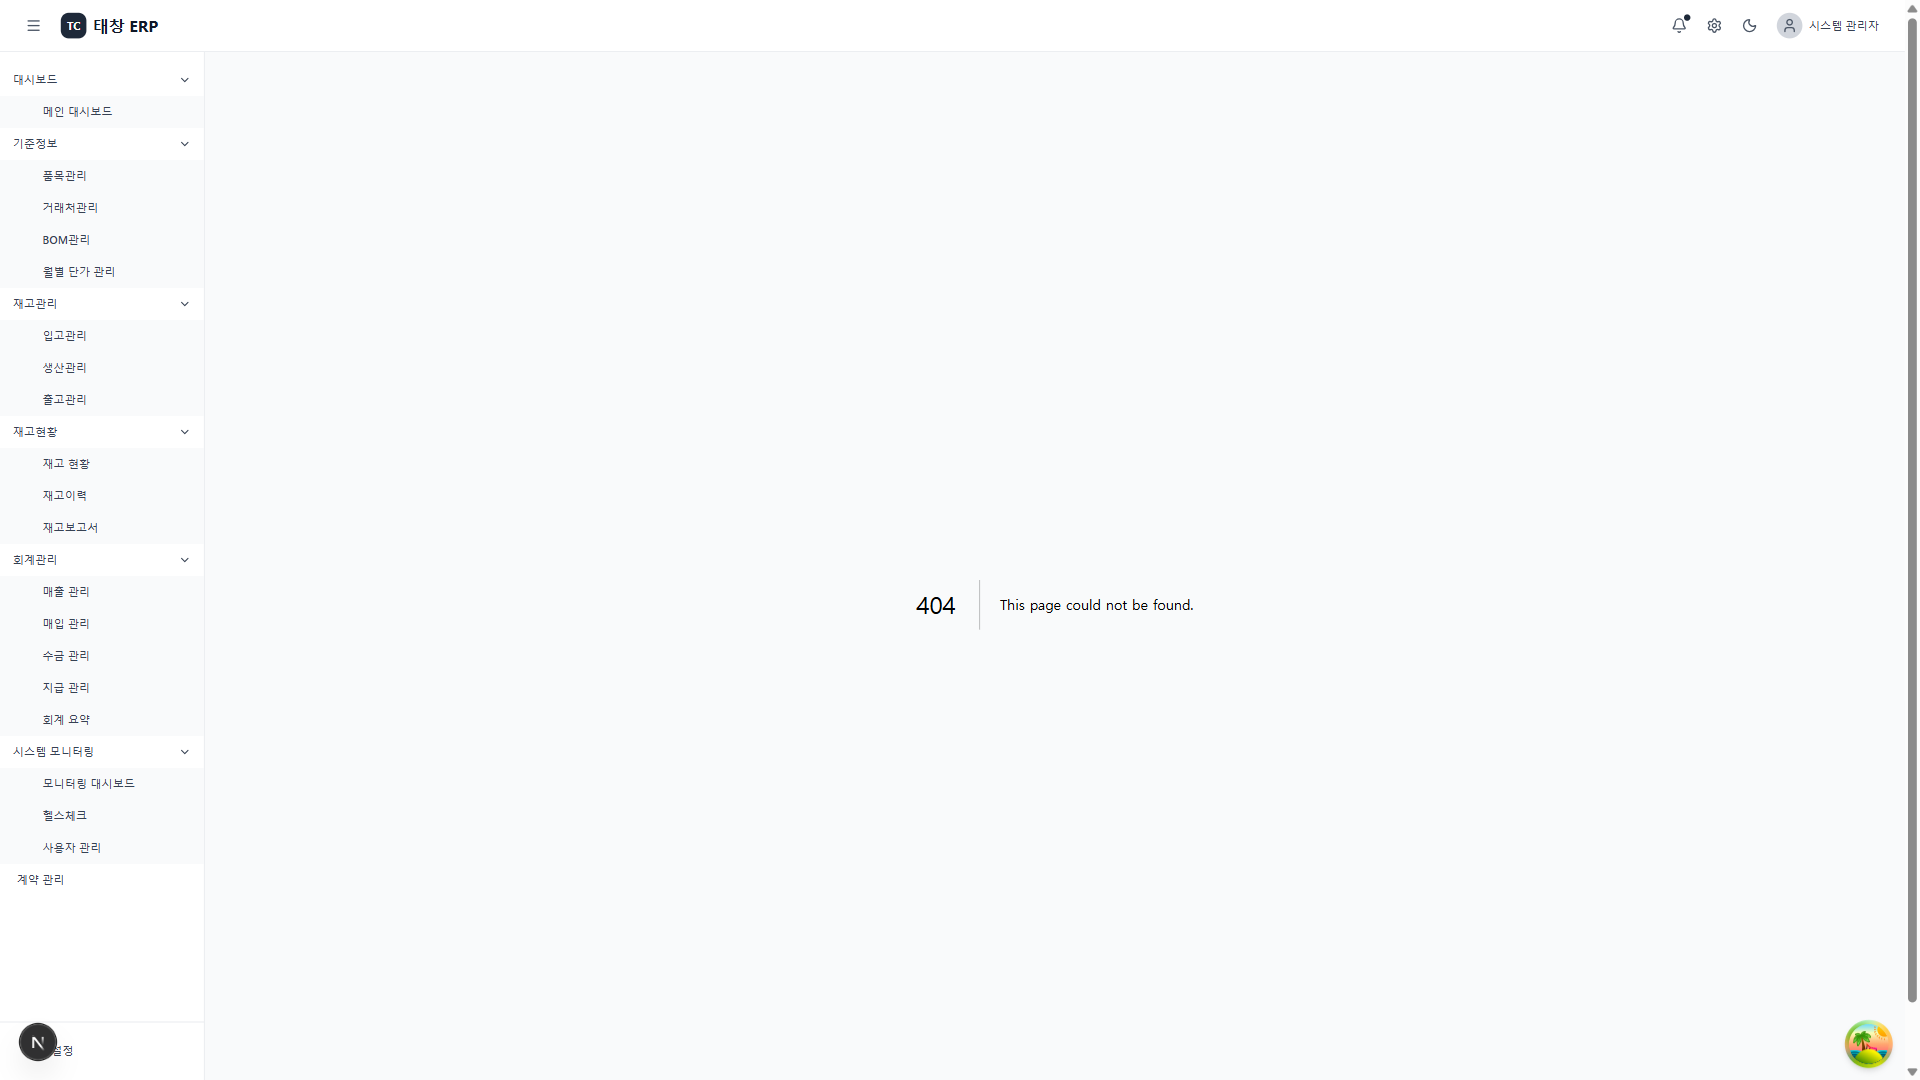 TC 태창 ERP
시스템 관리자
대시보드
메인 대시보드
기준정보
품목관리
거래처관리
BOM관리
월별 단가 관리
재고관리
입고관리
생산관리
출고관리
재고현황
재고 현황
재고이력
재고보고서
회계관리
매출 관리
매입 관리
수금 관리
지급 관리
회계 요약
시스템 모니터링
모니터링 대시보드
헬스체크
사용자 관리
계약 관리
404
This page could not be found.
N
설정